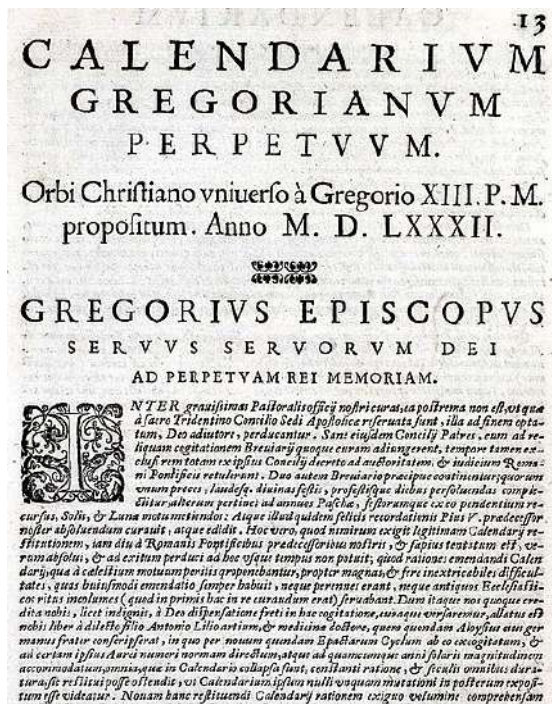 13
CALENDARIVM
GREGORIANVM
PERPETVVM.
Orbi Chriſtiano vniuerſo à Gregorio XIII. P. M.
propoſitum. Anno M. D. LXXXII.
GREGORIVS EPISCOPVS
SERVVS SERVORVM DEI
AD PERPETVAM REI MEMORIAM.
INTER grauiſſimas Paſtoralis officij noſtri curas, ea poſtrema non eſt, vt quæ
à ſacro Tridentino Concilio Sedi Apoſtolicæ reſeruata ſunt, illa ad finem opta-
tum, Deo adiutore, perducantur. Sane eiuſdem Concilij Patres, cum ad re-
liquam cogitationem Breuiarij quoque curam adiungerent, tempore tamen ex-
cluſi rem totam ex ipſius Concilij decreto ad auctoritatem, & iudicium Roma-
ni Pontificis retulerunt. Duo autem Breuiario præcipue continentur, quorum
vnum preces, laudeſq. diuinas feſtis, profeſtiſque diebus perſoluendas comple-
ctitur, alterum pertinet ad annuos Paſchæ, feſtorumque ex eo pendentium re-
curſus, Solis, & Lunæ motu metiendos: Atque illud quidem felicis recordationis Pius V. prædeceſſor
noſter abſoluendum curauit, atque edidit. Hoc vero, quod nimirum exigit legitimam Calendarij re-
ſtitutionem, iam diu à Romanis Pontificibus prædeceſſoribus noſtris, & ſæpius tentatum eſt, ve-
rum abſolui, & ad exitum perduci ad hoc vſque tempus non potuit, quod rationes emendandi Calen
darij, quæ à cæleſtium motuum peritis proponebantur, propter magnas, & fere inextricabiles difficul-
tates, quas huiuſmodi emendatio ſemper habuit, neque perennes erant, neque antiquos Eccleſiaſti-
cos ritus incolumes (quod in primis hac in re curandum erat) ſeruabant. Dum itaque nos quoque cre-
dita nobis, licet indignis, à Deo diſpenſatione freti in hac cogitatione, curaque verſaremur, allatus eſt
nobis liber à dilecto filio Antonio Lilio artium, & medicinæ doctore, quem quondam Aloyſius eius ger
manus frater conſcripſerat, in quo per nouum quendam Epactarum Cyclum ab eo excogitatum, &
ad certam ipſius Aurei numeri normam directum, atque ad quamcumque anni ſolaris magnitudinem
accommodatum, omnia, quæ in Calendario collapſa ſunt, conſtanti ratione, & ſeculis omnibus dura-
tura, ſic reſtitui poſſe oſtendit, vt Calendarium ipſum nulli vnquam mutationi in poſterum expoſi-
tum eſſe videatur. Nouam hanc reſtituendi Calendarij rationem exiguo volumine comprehenſam